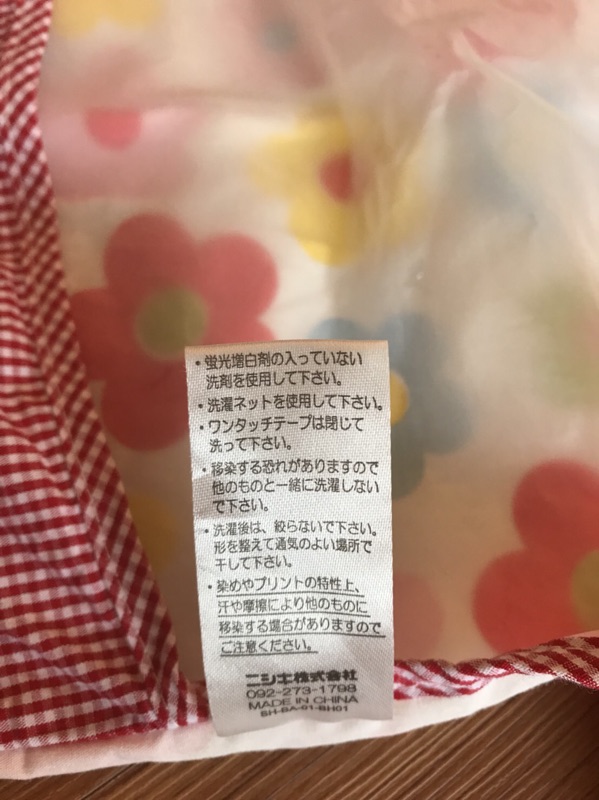 ・蛍光増白剤の入っていない
洗剤を使用して下さい。
・洗濯ネットを使用して下さい。
・ワンタッチテープは閉じて
洗って下さい。
・移染する恐れがありますので
他のものと一緒に洗濯しない
で下さい。
・洗濯後は、絞らないで下さい。
形を整えて通気のよい場所で
干して下さい。
・染めやプリントの特性上、
汗や摩擦により他のものに
移染する場合がありますので
ご注意ください。
ニシキ株式会社
092-273-1798
MADE IN CHINA
SH-BA-01-BH01